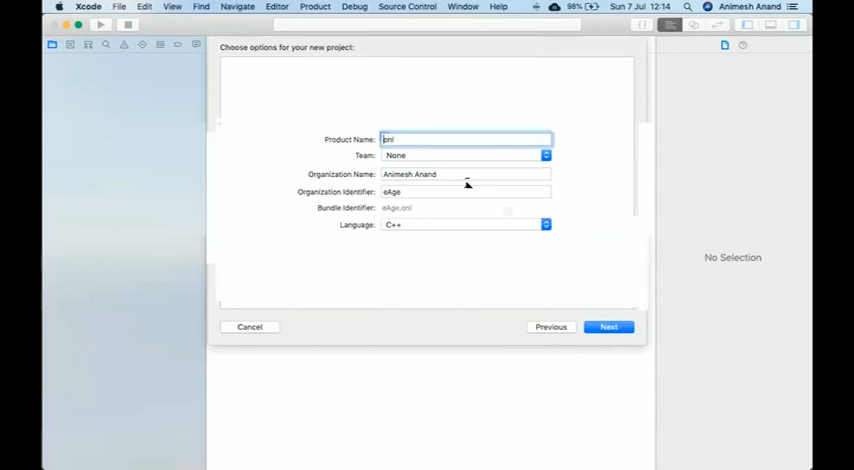 Xcode File Edit View Find Navigate Editor Product Debug Source Control Window Help 98% Sun 7 Jul 12:14 Animesh Anand
Choose options for your new project:
Product Name: onl
Team: None
Organization Name: Animesh Anand
Organization Identifier: eAge
Bundle Identifier: eAge.onl
Language: C++
No Selection
Cancel Previous Next